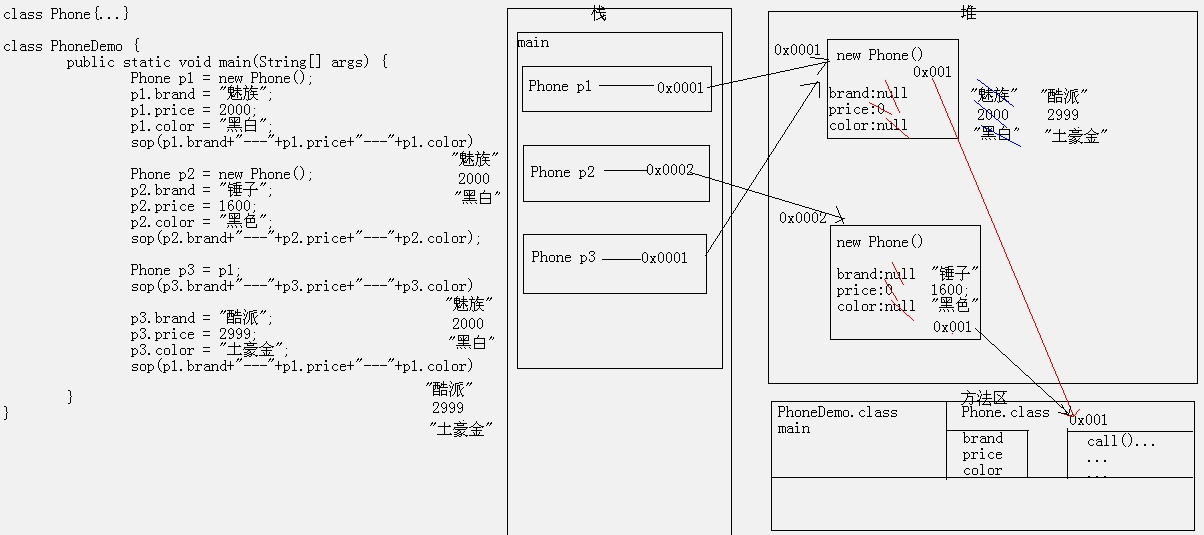 class Phone{...}
class PhoneDemo {
public static void main(String[] args) {
Phone p1 = new Phone();
p1.brand = "魅族";
p1.price = 2000;
p1.color = "黑白";
sop(p1.brand+"---"+p1.price+"---"+p1.color)
"魅族"
2000
"黑白"
Phone p2 = new Phone();
p2.brand = "锤子";
p2.price = 1600;
p2.color = "黑色";
sop(p2.brand+"---"+p2.price+"---"+p2.color);
Phone p3 = p1;
sop(p3.brand+"---"+p3.price+"---"+p3.color)
"魅族"
2000
"黑白"
p3.brand = "酷派";
p3.price = 2999;
p3.color = "土豪金";
sop(p1.brand+"---"+p1.price+"---"+p1.color)
"酷派"
2999
"土豪金"
}
}
栈
main
Phone p1
0x0001
Phone p2
0x0002
Phone p3
0x0001
堆
0x0001
new Phone()
0x001
brand:null
price:0
color:null
"魅族"
2000
"黑白"
"酷派"
2999
"土豪金"
0x0002
new Phone()
brand:null
price:0
color:null
"锤子"
1600;
"黑色"
0x001
方法区
PhoneDemo.class
main
Phone.class
brand
price
color
0x001
call()...
...
...